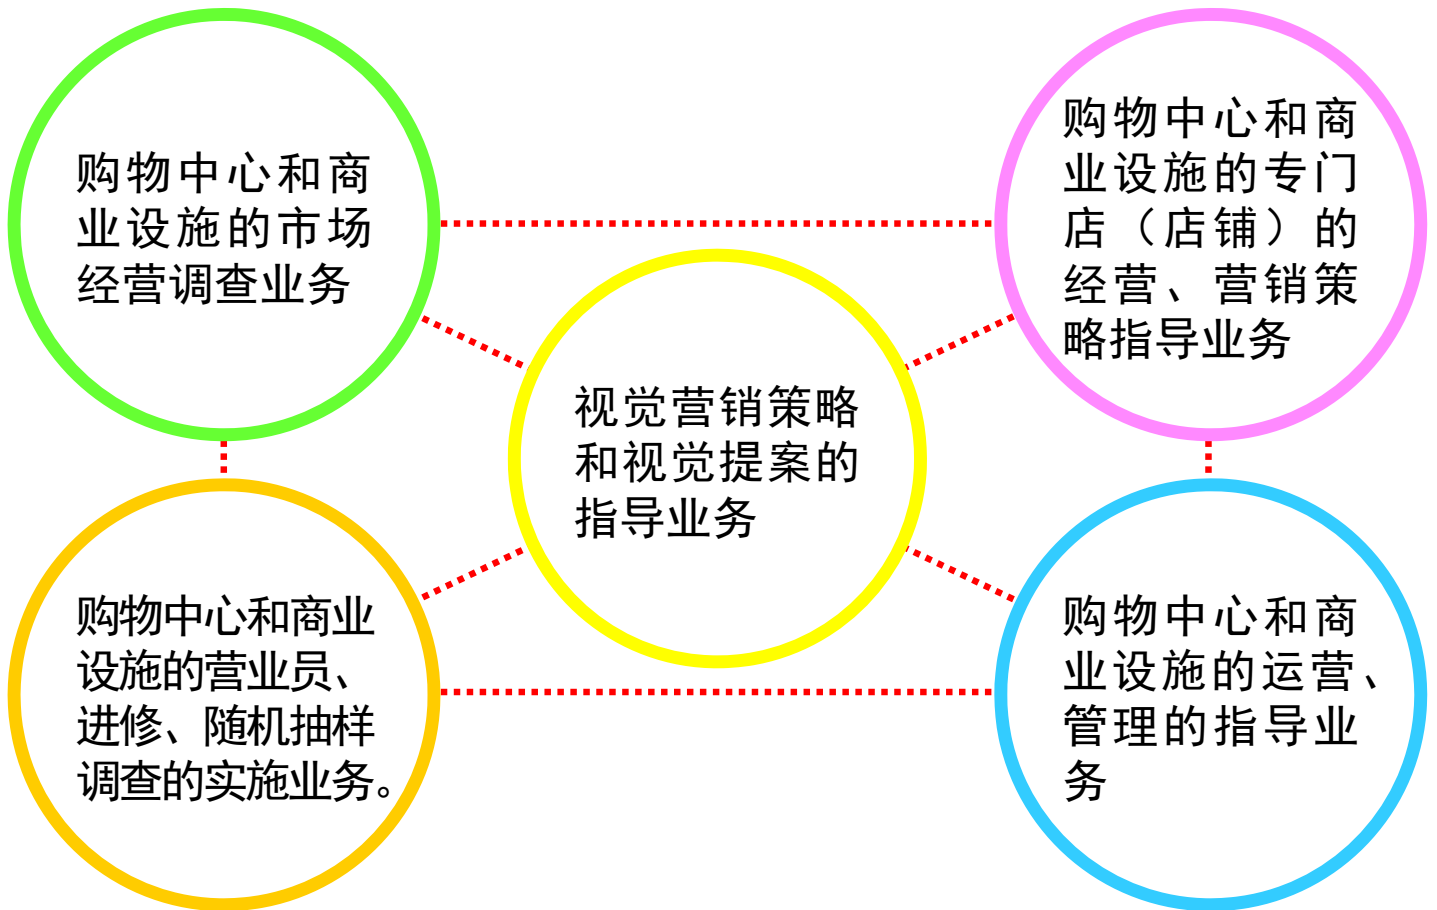 购物中心和商
业设施的市场
经营调查业务
购物中心和商
业设施的专门
店（店铺）的
经营、营销策
略指导业务
视觉营销策略
和视觉提案的
指导业务
购物中心和商业
设施的营业员、
进修、随机抽样
调查的实施业务。
购物中心和商
业设施的运营、
管理的指导业
务